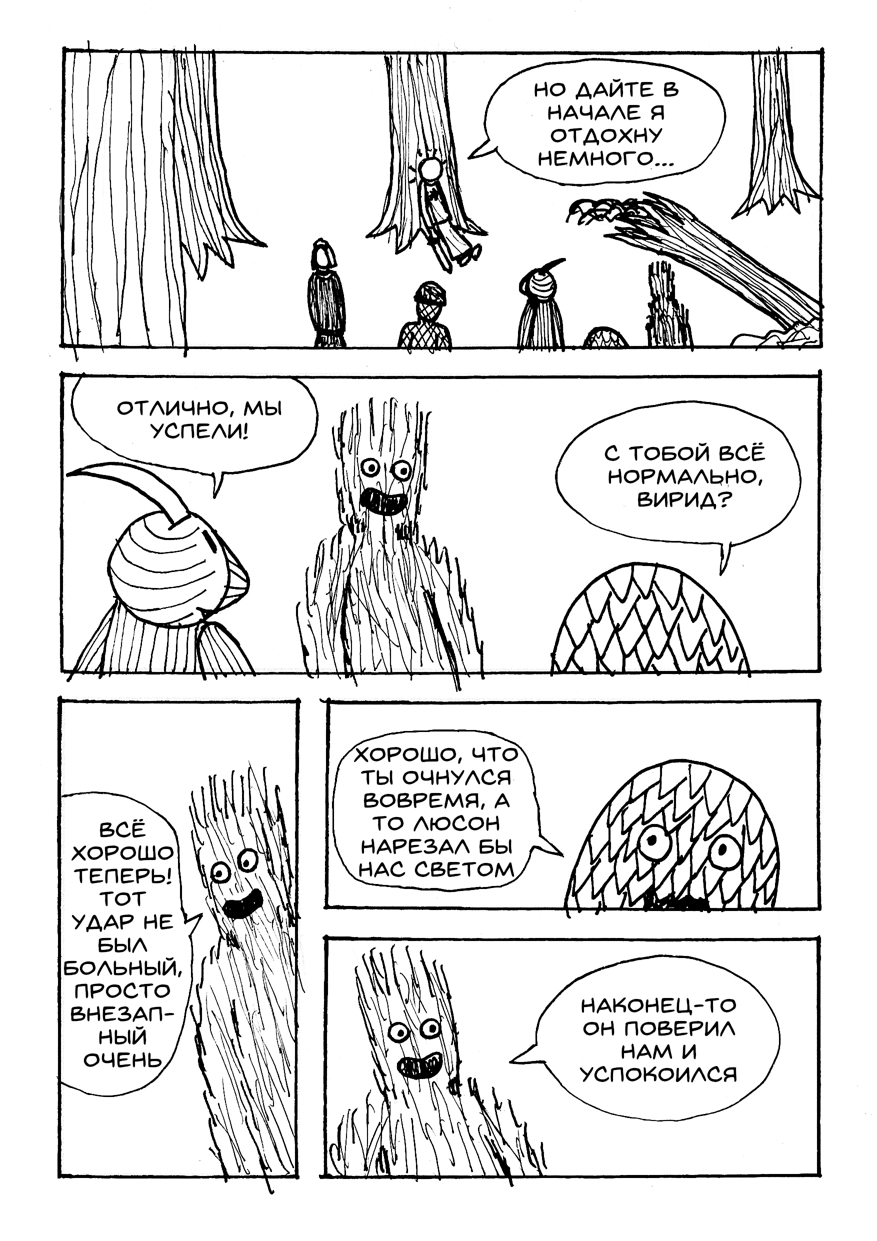 НО ДАЙТЕ В
НАЧАЛЕ Я
ОТДОХНУ
НЕМНОГО...
ОТЛИЧНО, МЫ
УСПЕЛИ!
С ТОБОЙ ВСЁ
НОРМАЛЬНО,
ВИРИД?
ВСЁ
ХОРОШО
ТЕПЕРЬ!
ТОТ
УДАР НЕ
БЫЛ
БОЛЬНЫЙ,
ПРОСТО
ВНЕЗАП-
НЫЙ
ОЧЕНЬ
ХОРОШО, ЧТО
ТЫ ОЧНУЛСЯ
ВОВРЕМЯ, А
ТО ЛЮСОН
НАРЕЗАЛ БЫ
НАС СВЕТОМ
НАКОНЕЦ-ТО
ОН ПОВЕРИЛ
НАМ И
УСПОКОИЛСЯ